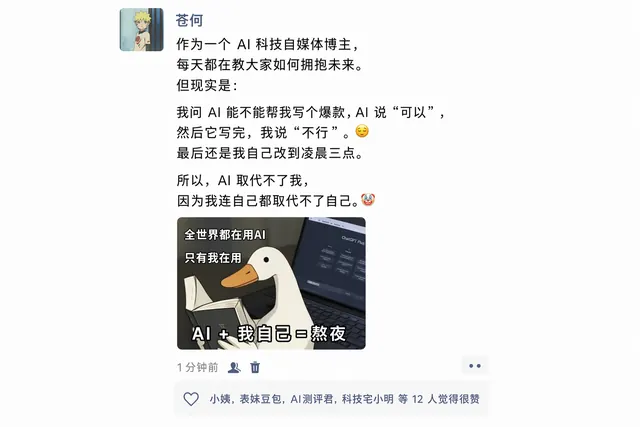 苍何
作为一个 AI 科技自媒体博主，
每天都在教大家如何拥抱未来。
但现实是：
我问 AI 能不能帮我写个爆款，AI 说“可以”，
然后它写完，我说“不行”。😌
最后还是我自己改到凌晨三点。
所以，AI 取代不了我，
因为我连自己都取代不了自己。🤡
全世界都在用AI
只有我在用
AI + 我自己=熬夜
1 分钟前
小姨, 表妹豆包, AI测评君, 科技宅小明 等 12 人觉得很赞